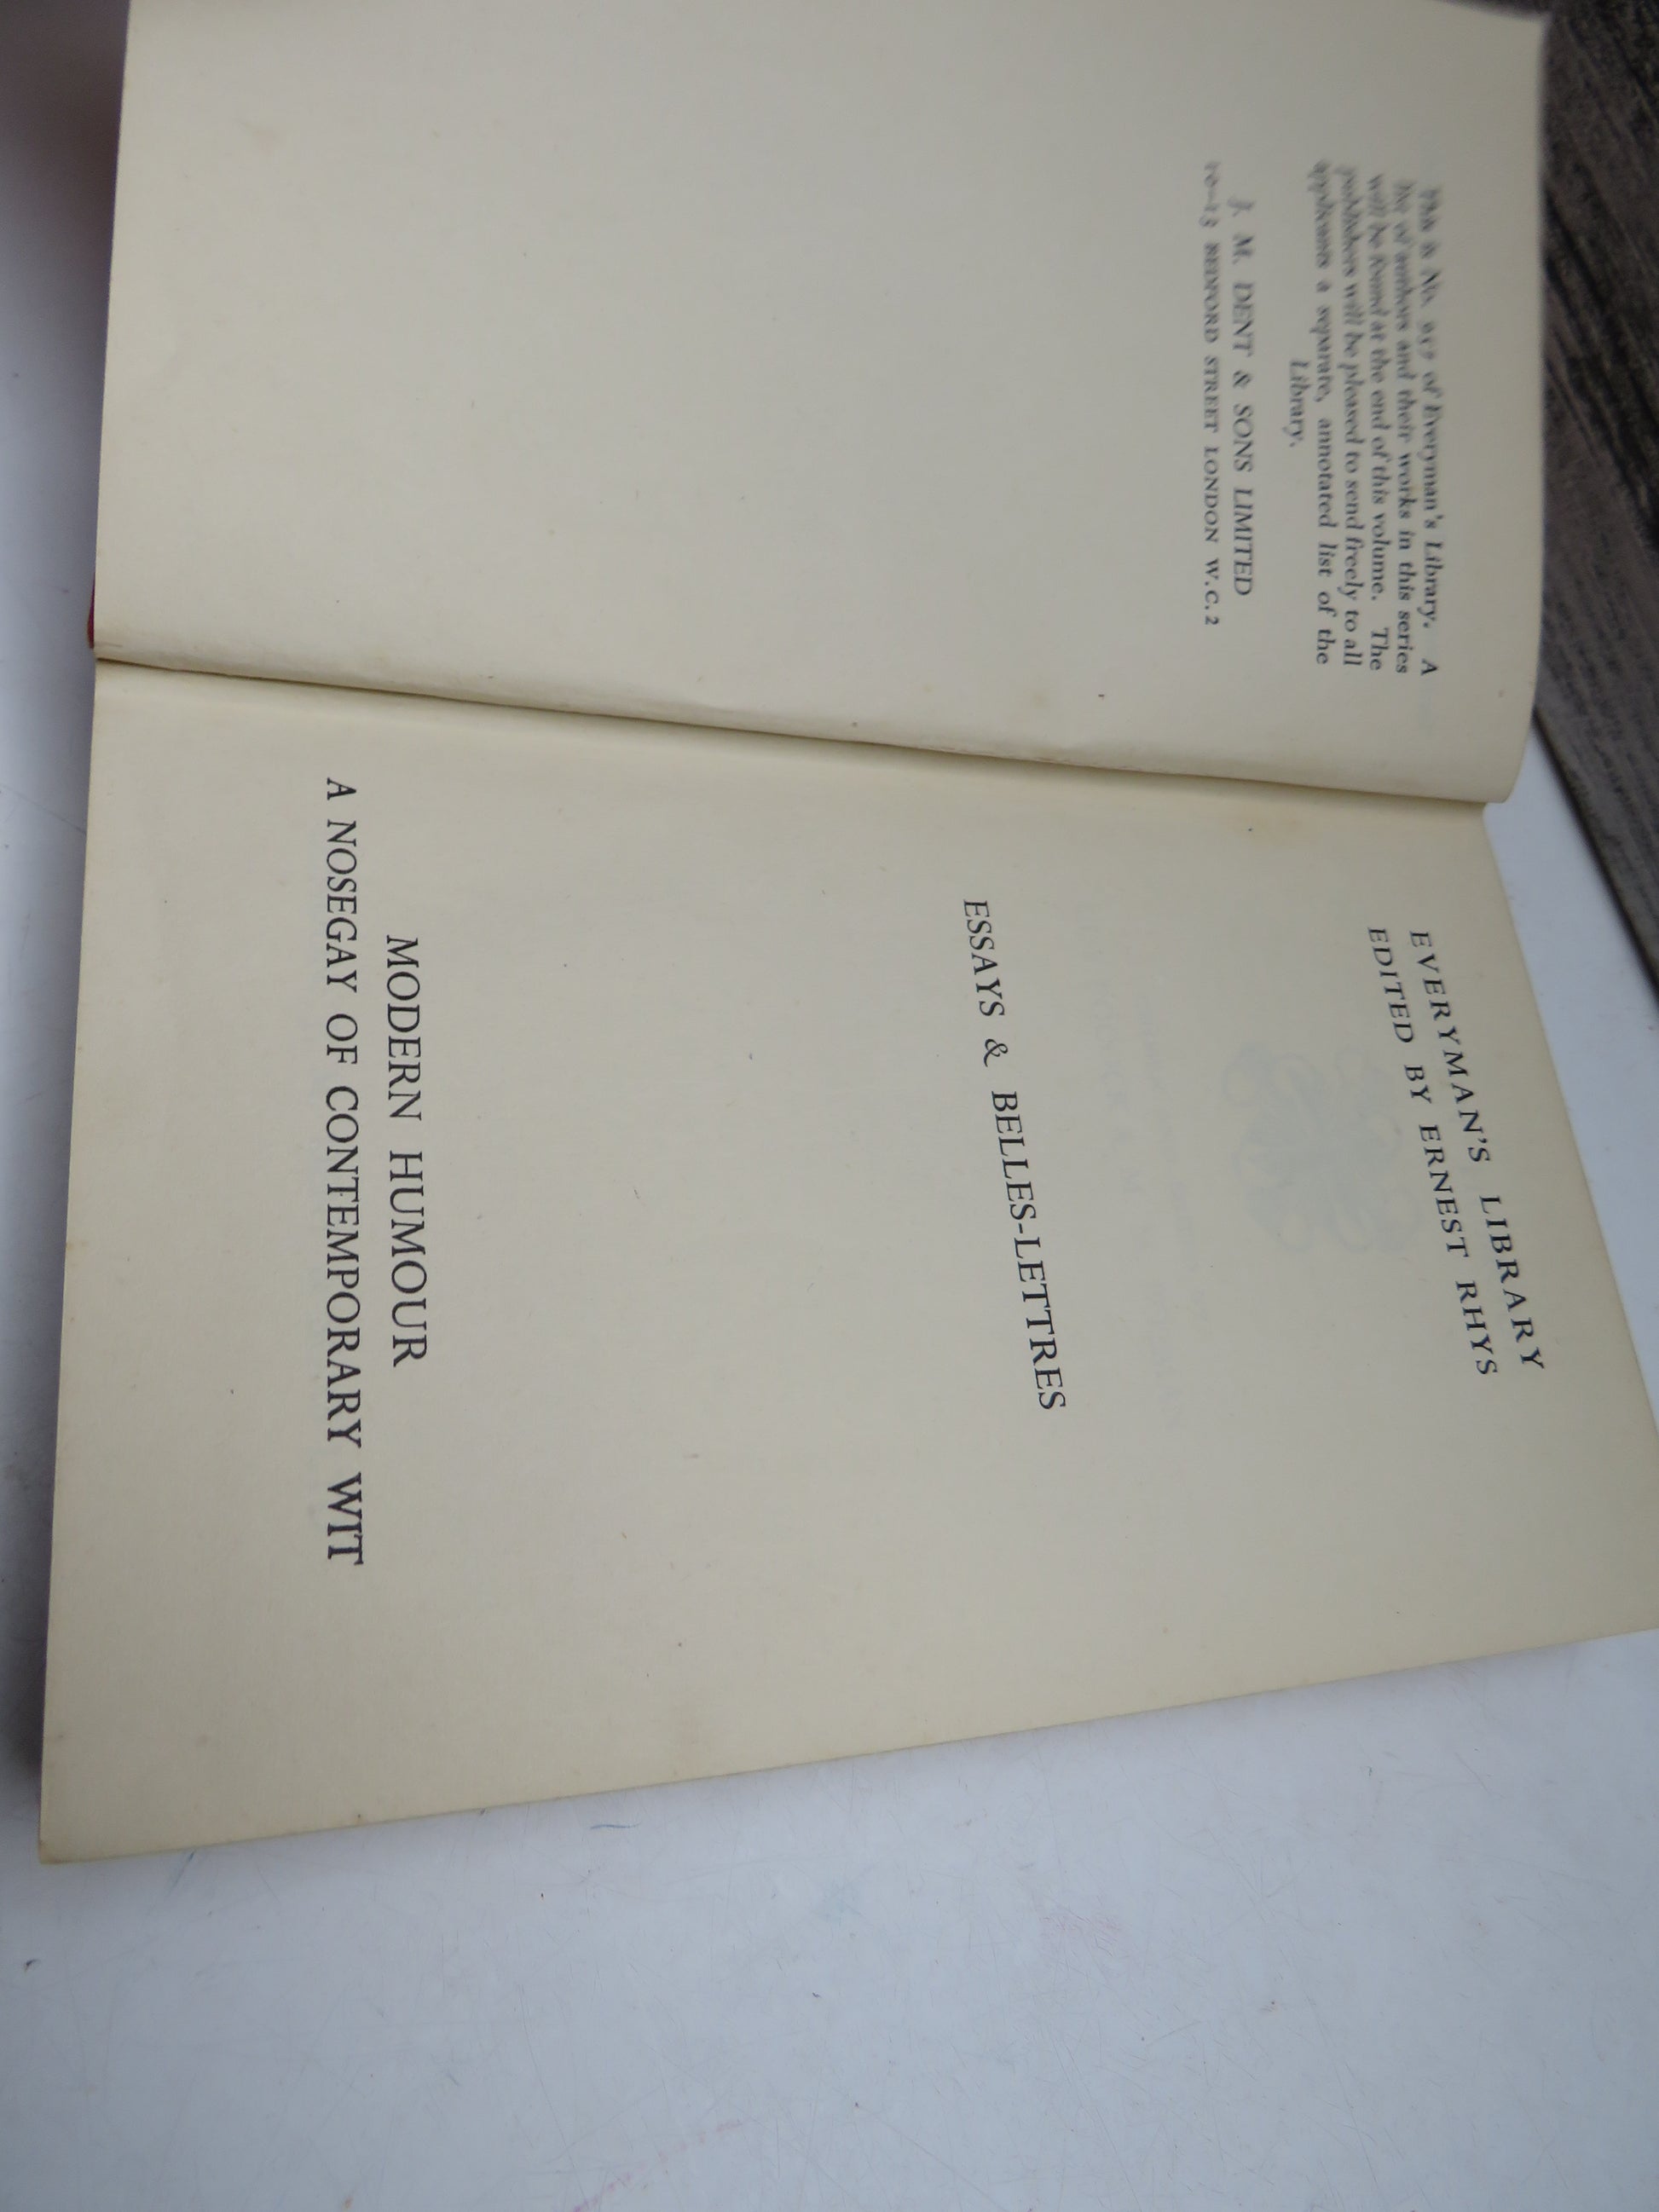 This is No. 957 of Everyman's Library. A
list of authors and their works in this series
will be found at the end of this volume. The
publishers will be pleased to send freely to all
applicants a separate, annotated list of the
Library.
J. M. DENT & SONS LIMITED
10–13 BEDFORD STREET LONDON W.C.2
EVERYMAN'S LIBRARY
EDITED BY ERNEST RHYS
ESSAYS & BELLES-LETTRES
MODERN HUMOUR
A NOSEGAY OF CONTEMPORARY WIT